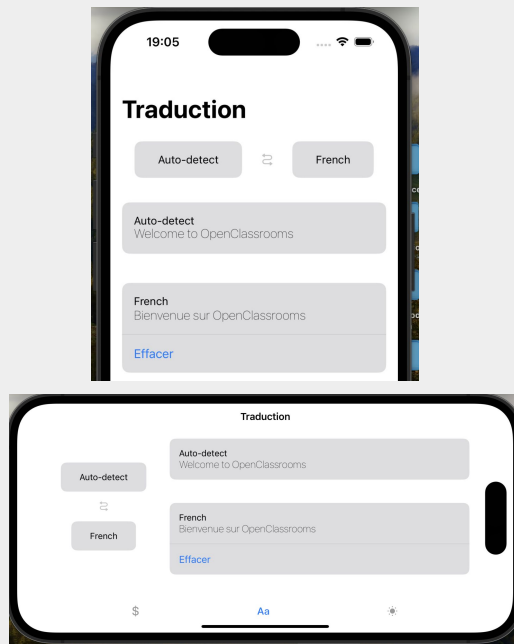 19:05
Traduction
Auto-detect
French
Auto-detect
Welcome to OpenClassrooms
French
Bienvenue sur OpenClassrooms
Effacer
Traduction
Auto-detect
French
Auto-detect
Welcome to OpenClassrooms
French
Bienvenue sur OpenClassrooms
Effacer
$
Aa